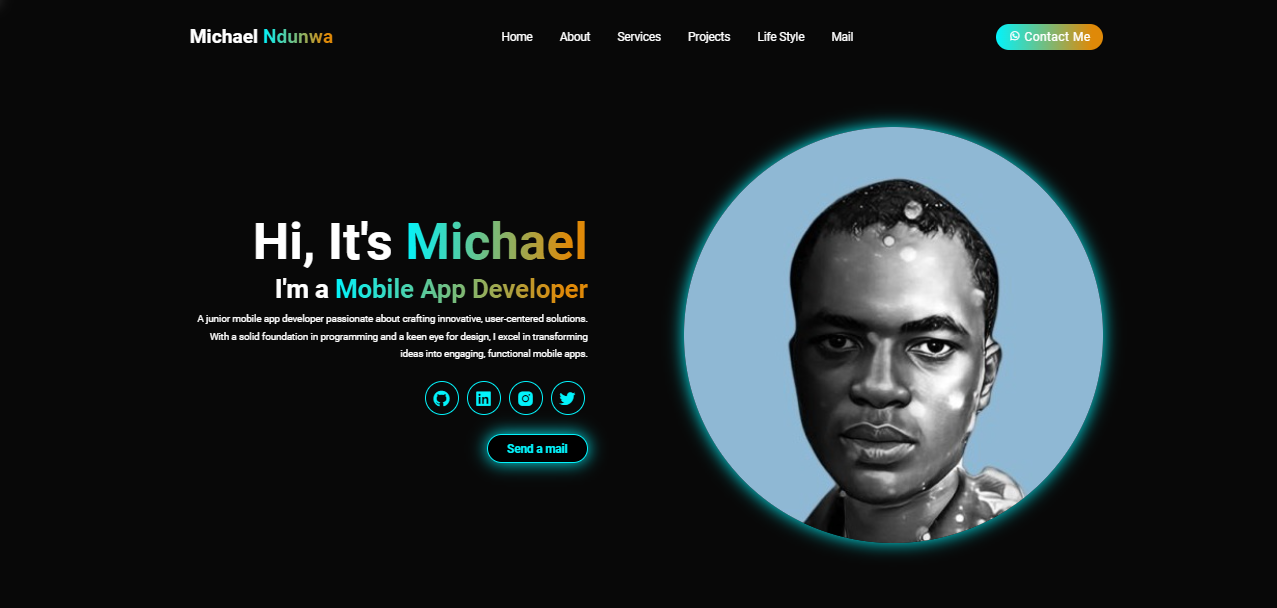 Michael Ndunwa
Home About Services Projects Life Style Mail
Contact Me
Hi, It's Michael
I'm a Mobile App Developer
A junior mobile app developer passionate about crafting innovative, user-centered solutions.
With a solid foundation in programming and a keen eye for design, I excel in transforming
ideas into engaging, functional mobile apps.
Send a mail